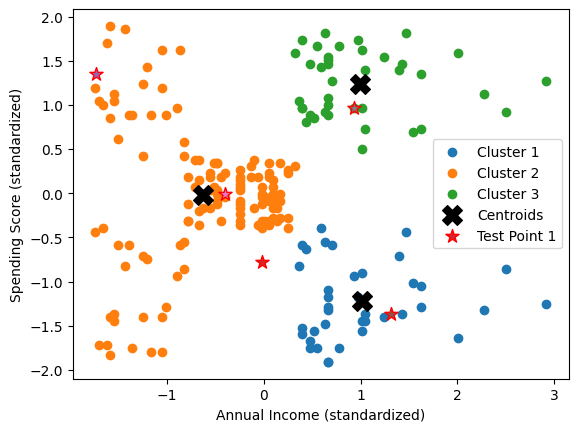 2.0
1.5
1.0
0.5
0.0
−0.5
−1.0
−1.5
−2.0
Spending Score (standardized)
Cluster 1
Cluster 2
Cluster 3
Centroids
Test Point 1
−1
0
1
2
3
Annual Income (standardized)